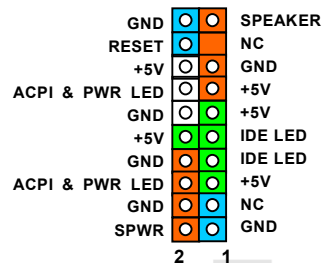 GND SPEAKER
RESET NC
+5V GND
ACPI & PWR LED +5V
GND +5V
+5V IDE LED
GND IDE LED
ACPI & PWR LED +5V
GND NC
SPWR GND
2 1